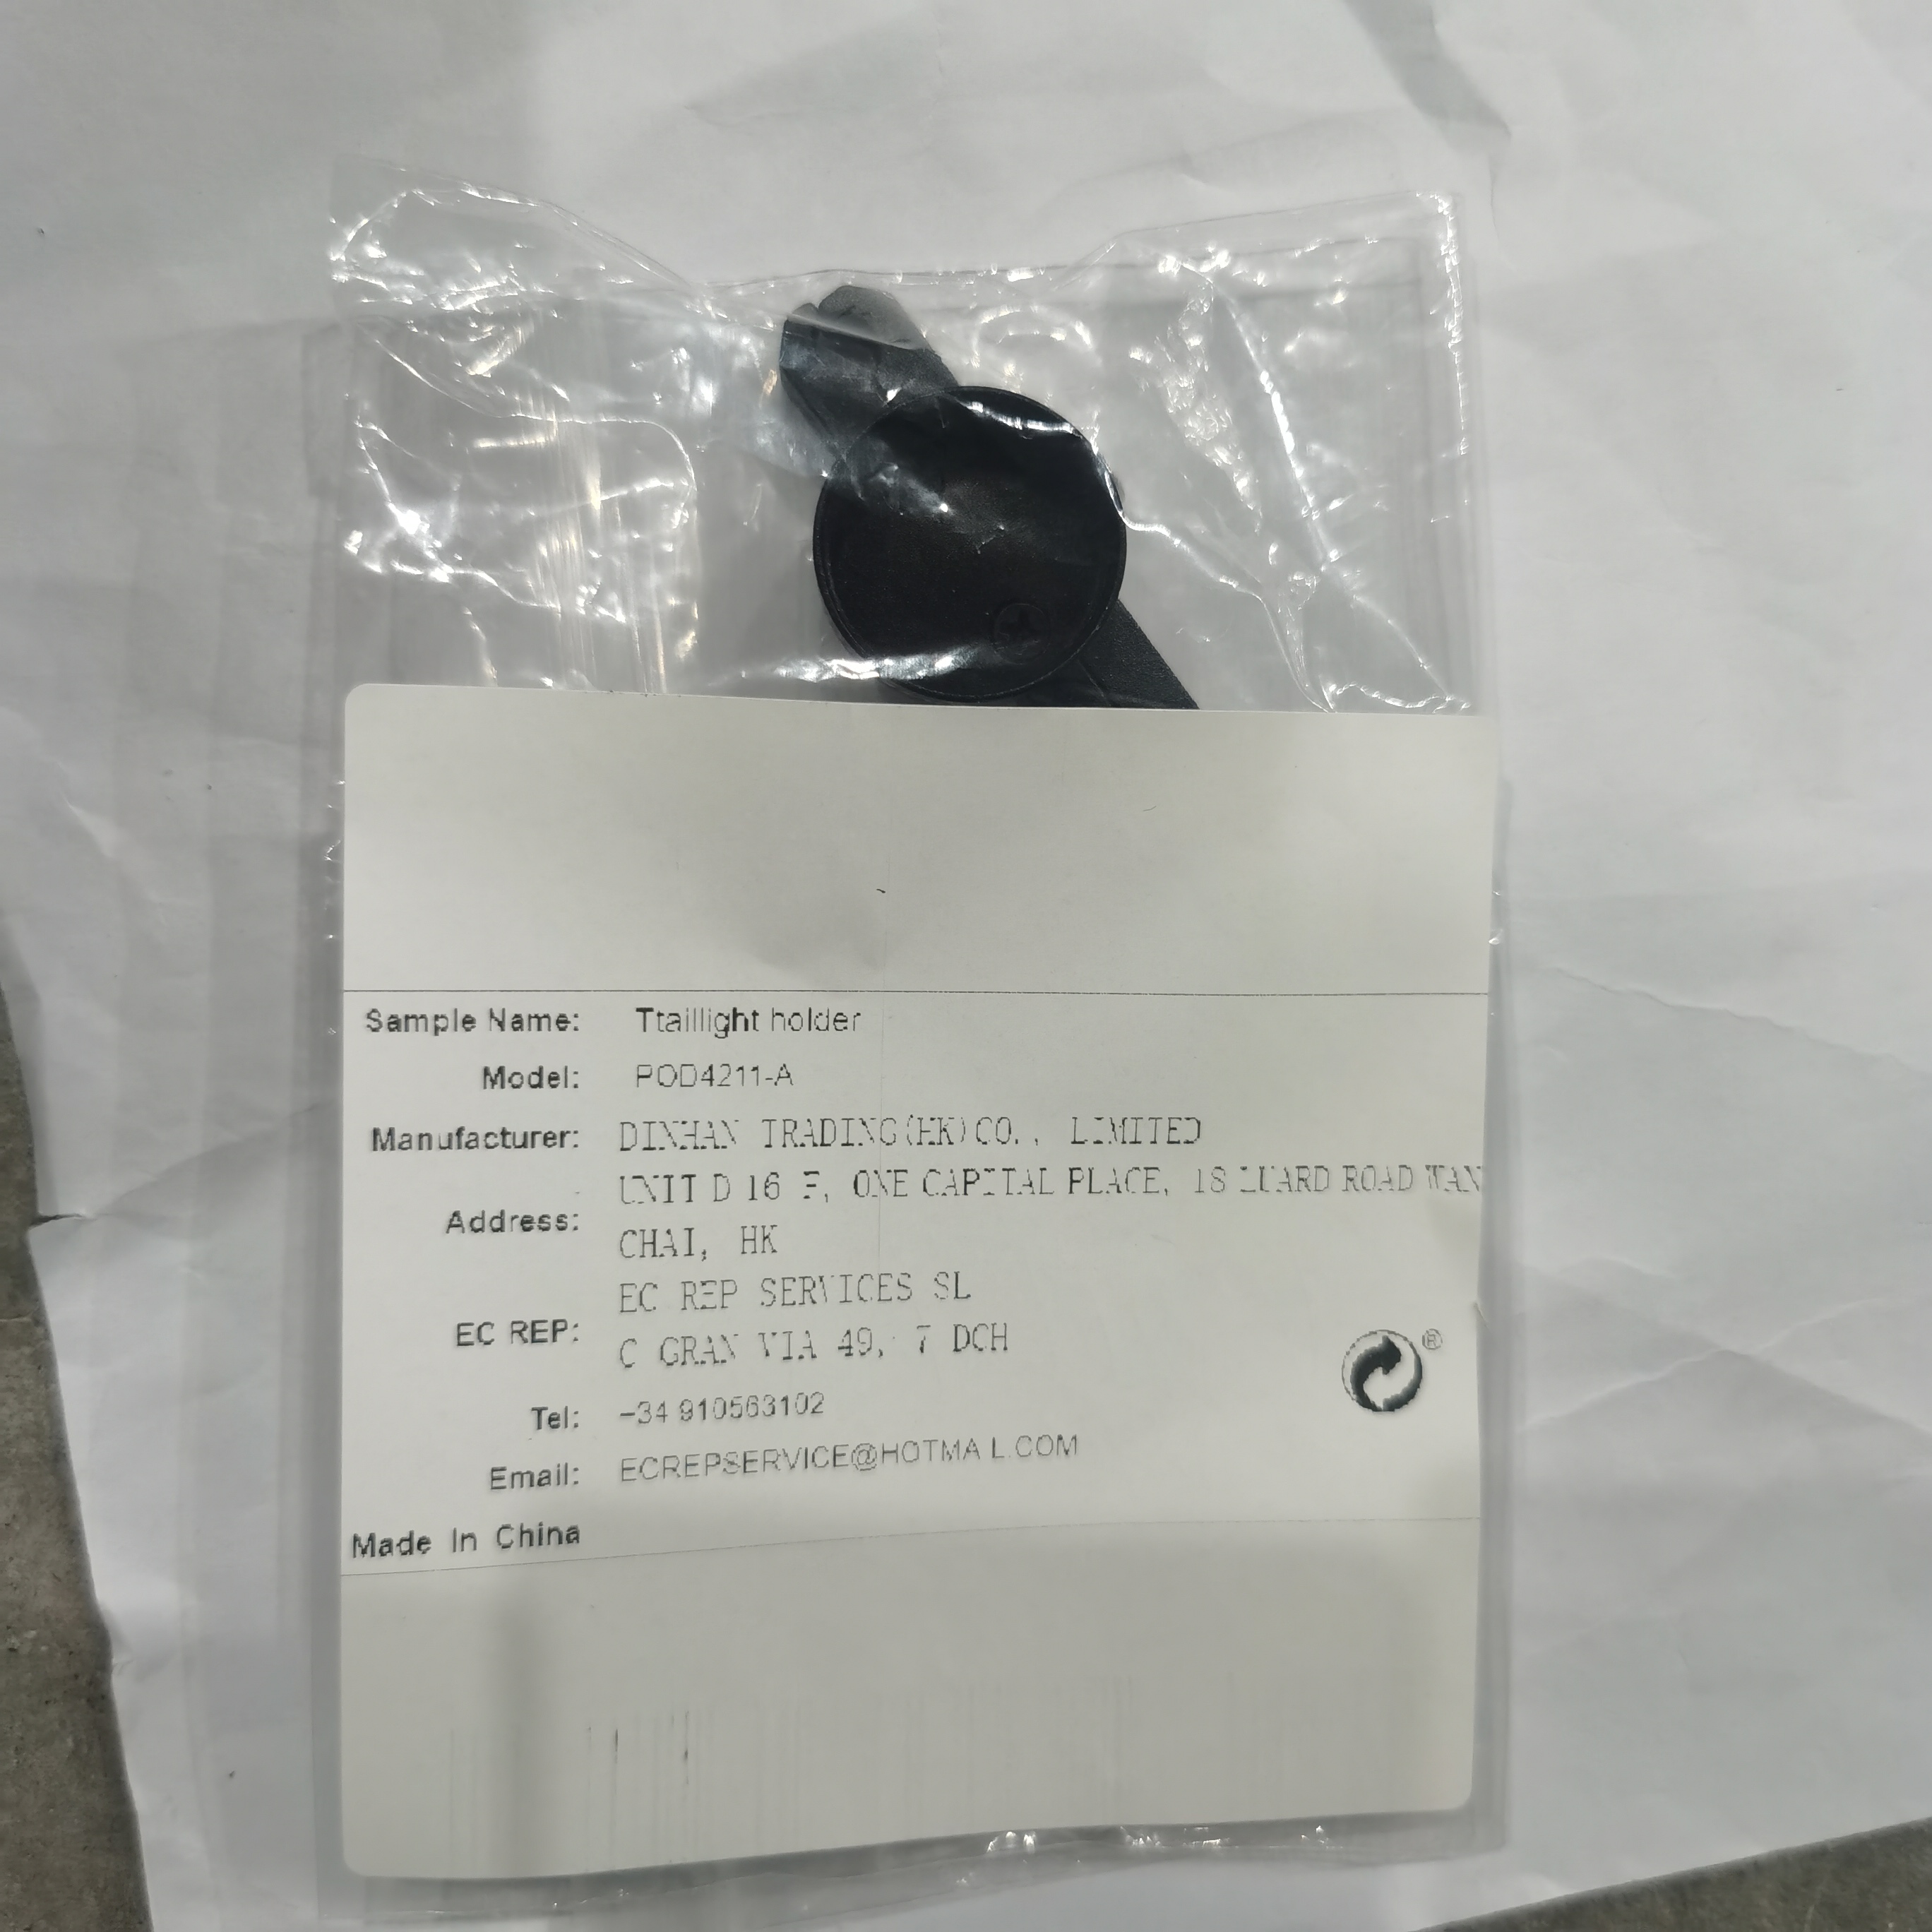 Sample Name: Ttaillight holder
Model: POD4211-A
Manufacturer: DINHAN TRADING(HK)CO., LIMITED
Address: UNIT D 16 F, ONE CAPITAL PLACE, 18 LUARD ROAD WAN
CHAI, HK
EC REP: EC REP SERVICES SL
C GRAN VIA 49, 7 DCH
Tel: +34 910563102
Email: ECREPSERVICE@HOTMAIL.COM
Made In China
®